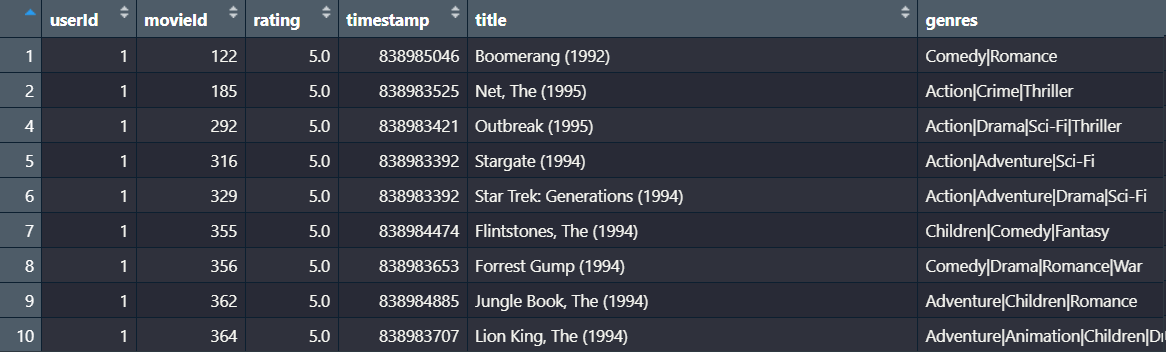 userId movieId rating timestamp title genres
1 1 122 5.0 838985046 Boomerang (1992) Comedy|Romance
2 1 185 5.0 838983525 Net, The (1995) Action|Crime|Thriller
4 1 292 5.0 838983421 Outbreak (1995) Action|Drama|Sci-Fi|Thriller
5 1 316 5.0 838983392 Stargate (1994) Action|Adventure|Sci-Fi
6 1 329 5.0 838983392 Star Trek: Generations (1994) Action|Adventure|Drama|Sci-Fi
7 1 355 5.0 838984474 Flintstones, The (1994) Children|Comedy|Fantasy
8 1 356 5.0 838983653 Forrest Gump (1994) Comedy|Drama|Romance|War
9 1 362 5.0 838984885 Jungle Book, The (1994) Adventure|Children|Romance
10 1 364 5.0 838983707 Lion King, The (1994) Adventure|Animation|Children|